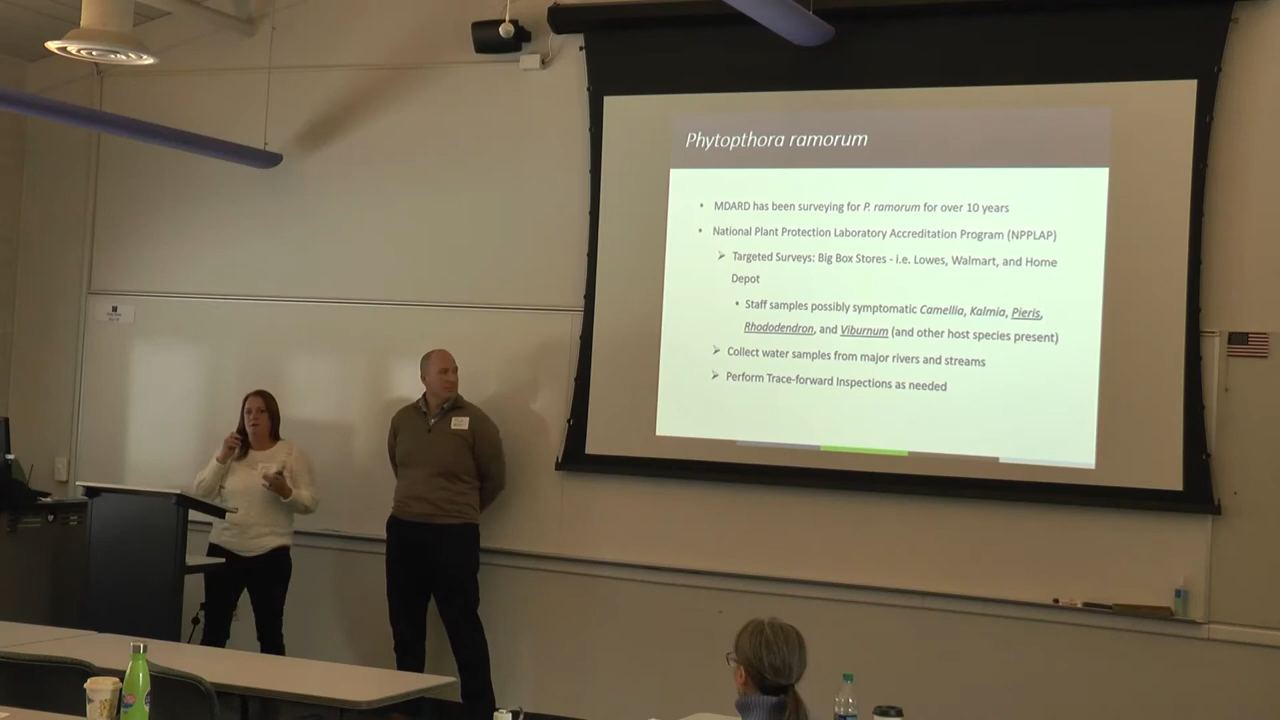 Phytopthora ramorum
• MDARD has been surveying for P. ramorum for over 10 years
• National Plant Protection Laboratory Accreditation Program (NPPLAP)
➢ Targeted Surveys: Big Box Stores - i.e. Lowes, Walmart, and Home
Depot
• Staff samples possibly symptomatic Camellia, Kalmia, Pieris,
Rhododendron, and Viburnum (and other host species present)
➢ Collect water samples from major rivers and streams
➢ Perform Trace-forward Inspections as needed